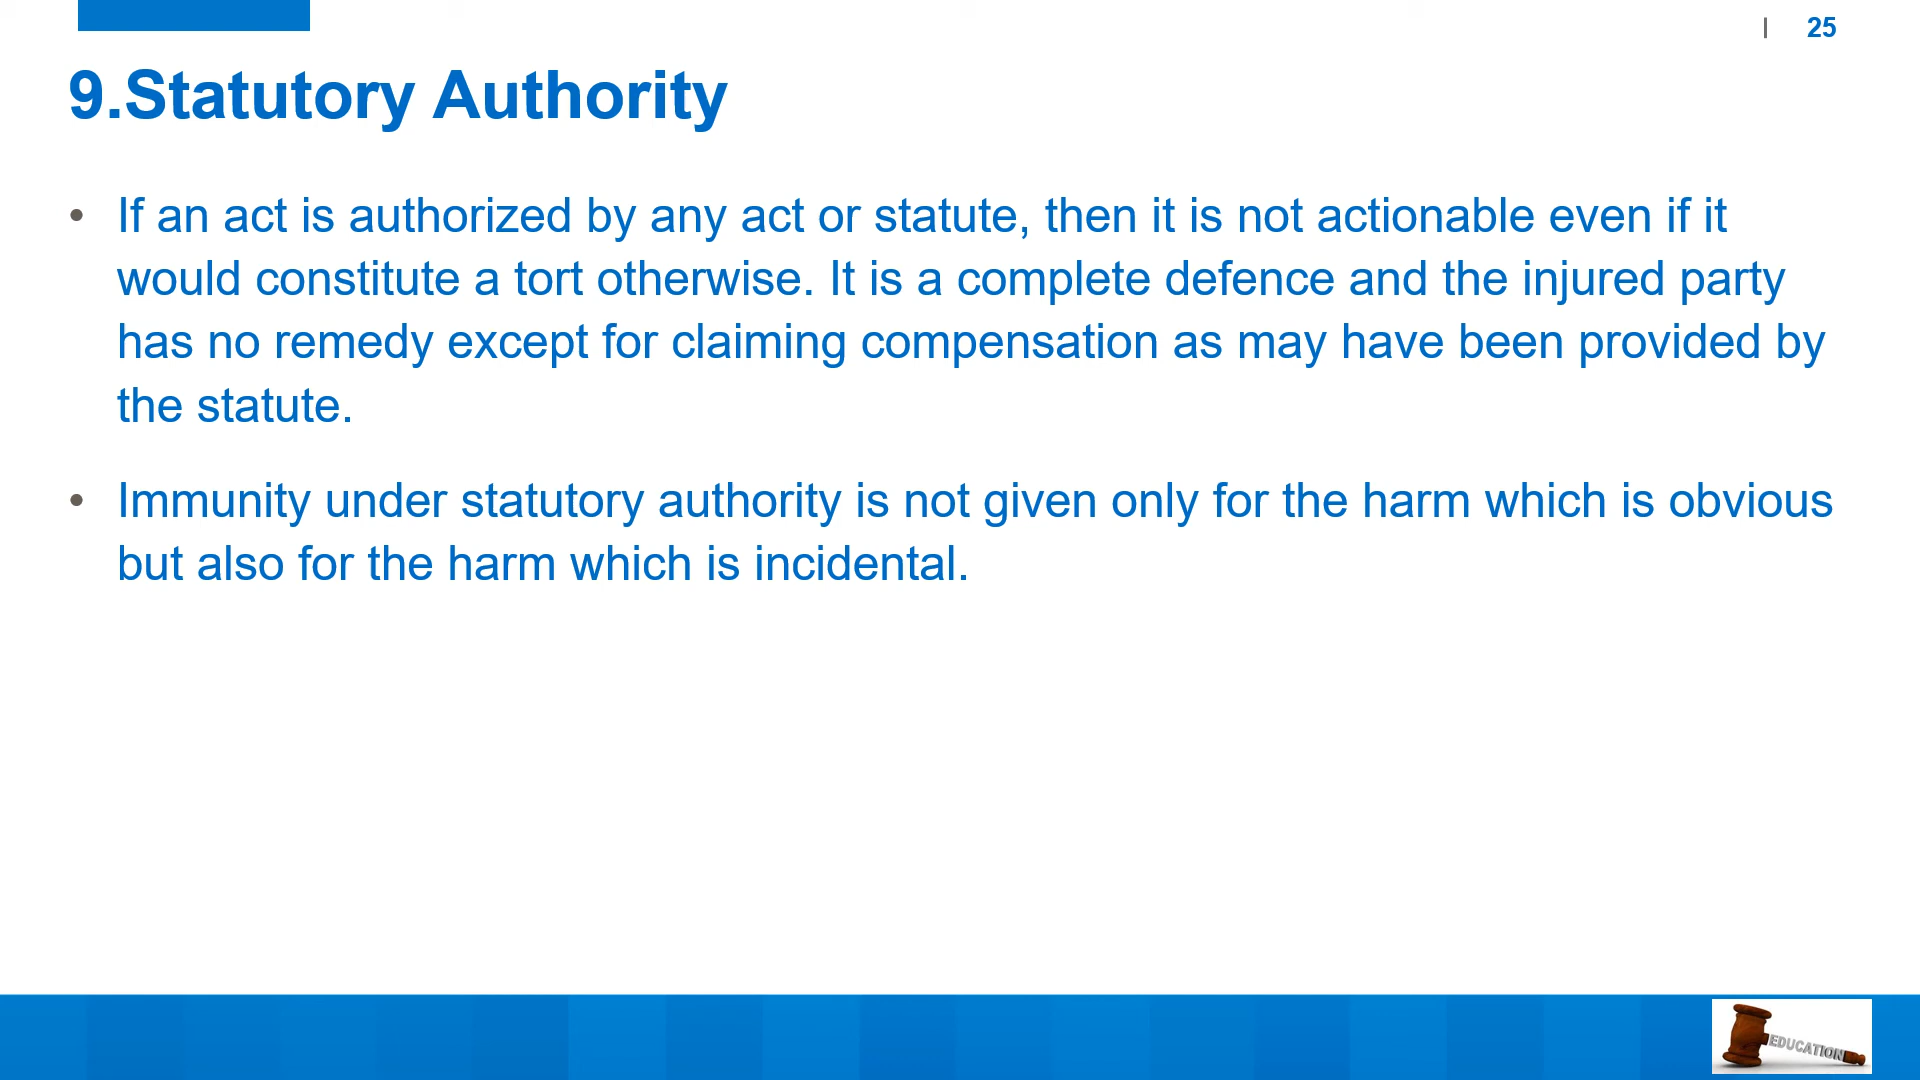 | 25
9.Statutory Authority
• If an act is authorized by any act or statute, then it is not actionable even if it
would constitute a tort otherwise. It is a complete defence and the injured party
has no remedy except for claiming compensation as may have been provided by
the statute.
• Immunity under statutory authority is not given only for the harm which is obvious
but also for the harm which is incidental.
EDUCATION